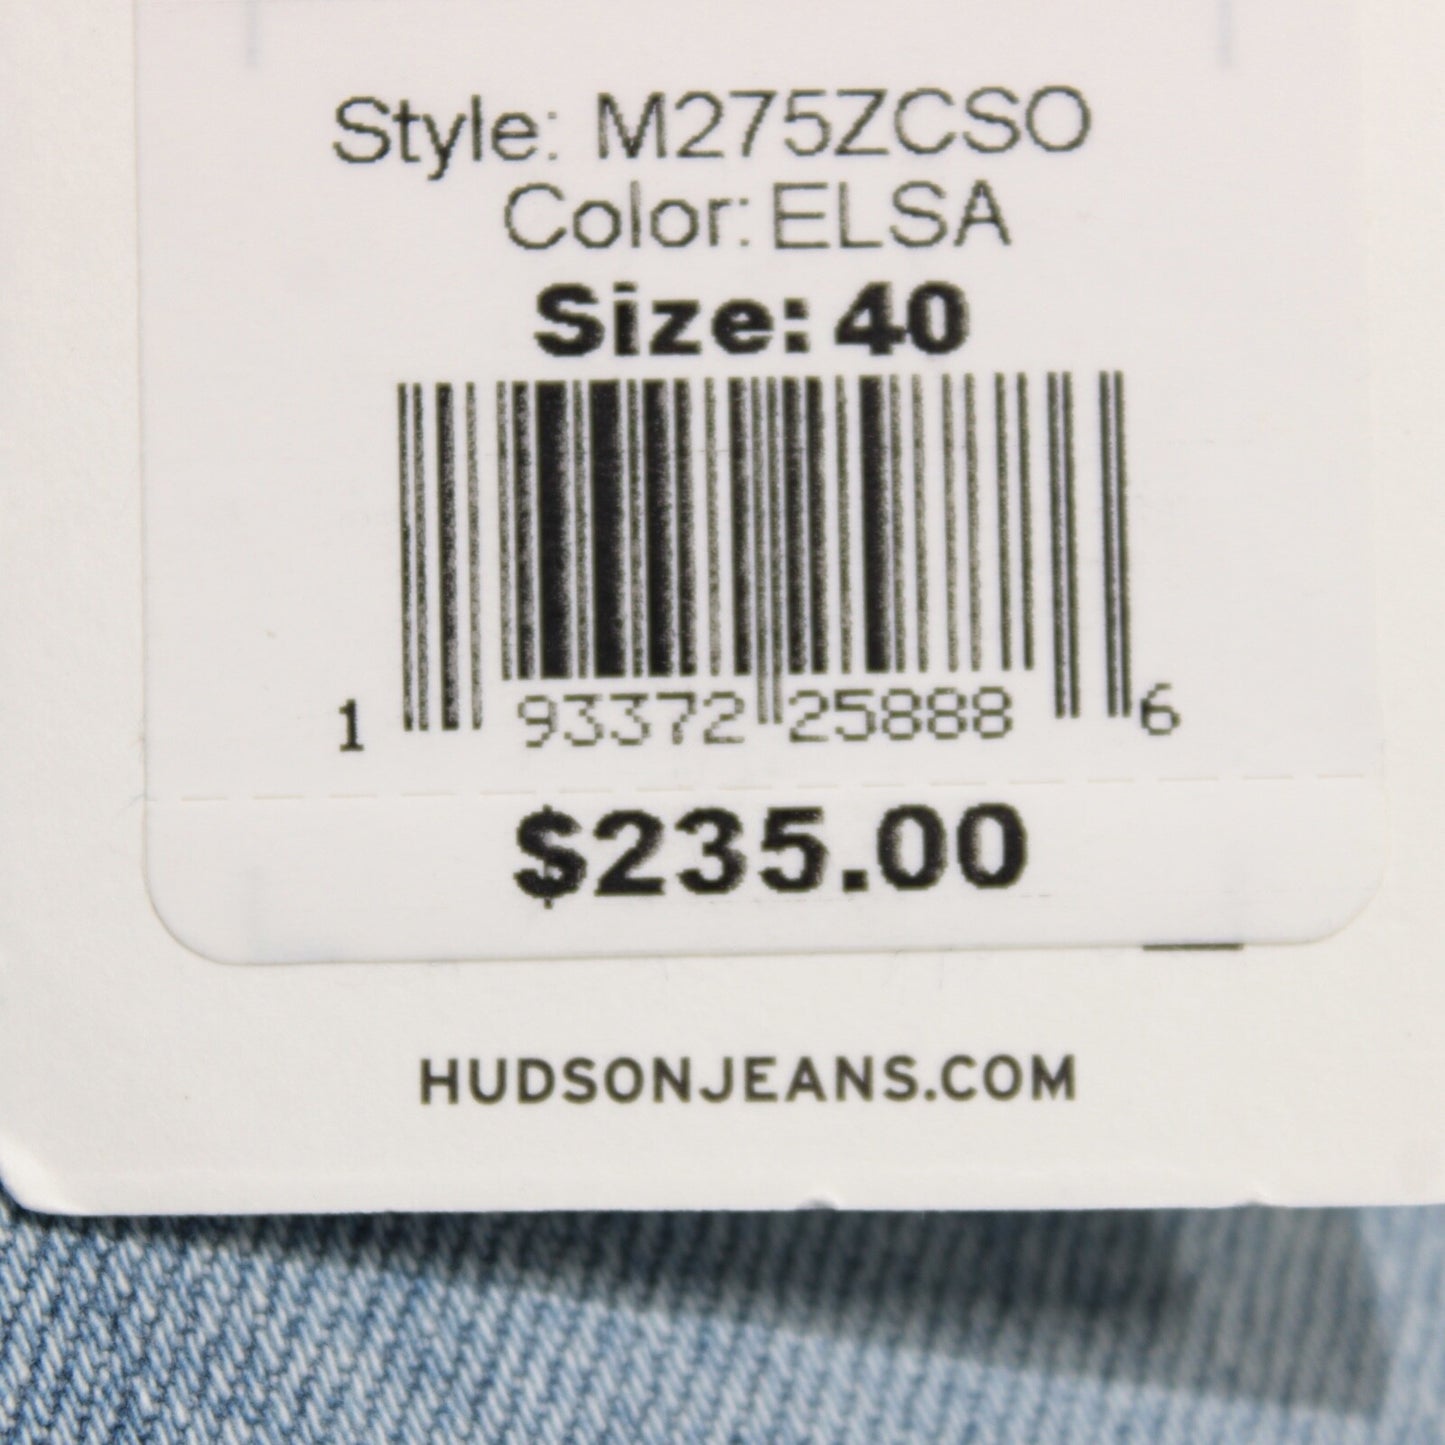 Style: M275ZCSO
Color: ELSA
Size: 40
1 93372 25888 6
$235.00
HUDSONJEANS.COM